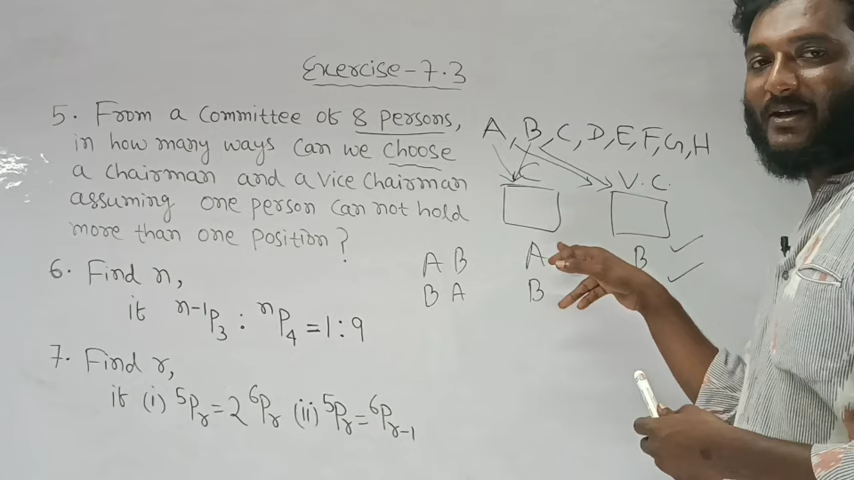 Exercise-7.3
5. From a committee of 8 persons,
in how many ways can we choose
a chairman and a vice chairman
assuming one person can not hold
more than one position?
6. Find n,
if ⁿ⁻¹P₃ : ⁿP₄ = 1:9
7. Find r,
if (i) ⁵Pᵣ = 2 ⁶Pᵣ (ii) ⁵Pᵣ = ⁶Pᵣ₋₁
A, B, C, D, E, F, G, H
C V.C.
A B A B
B A B